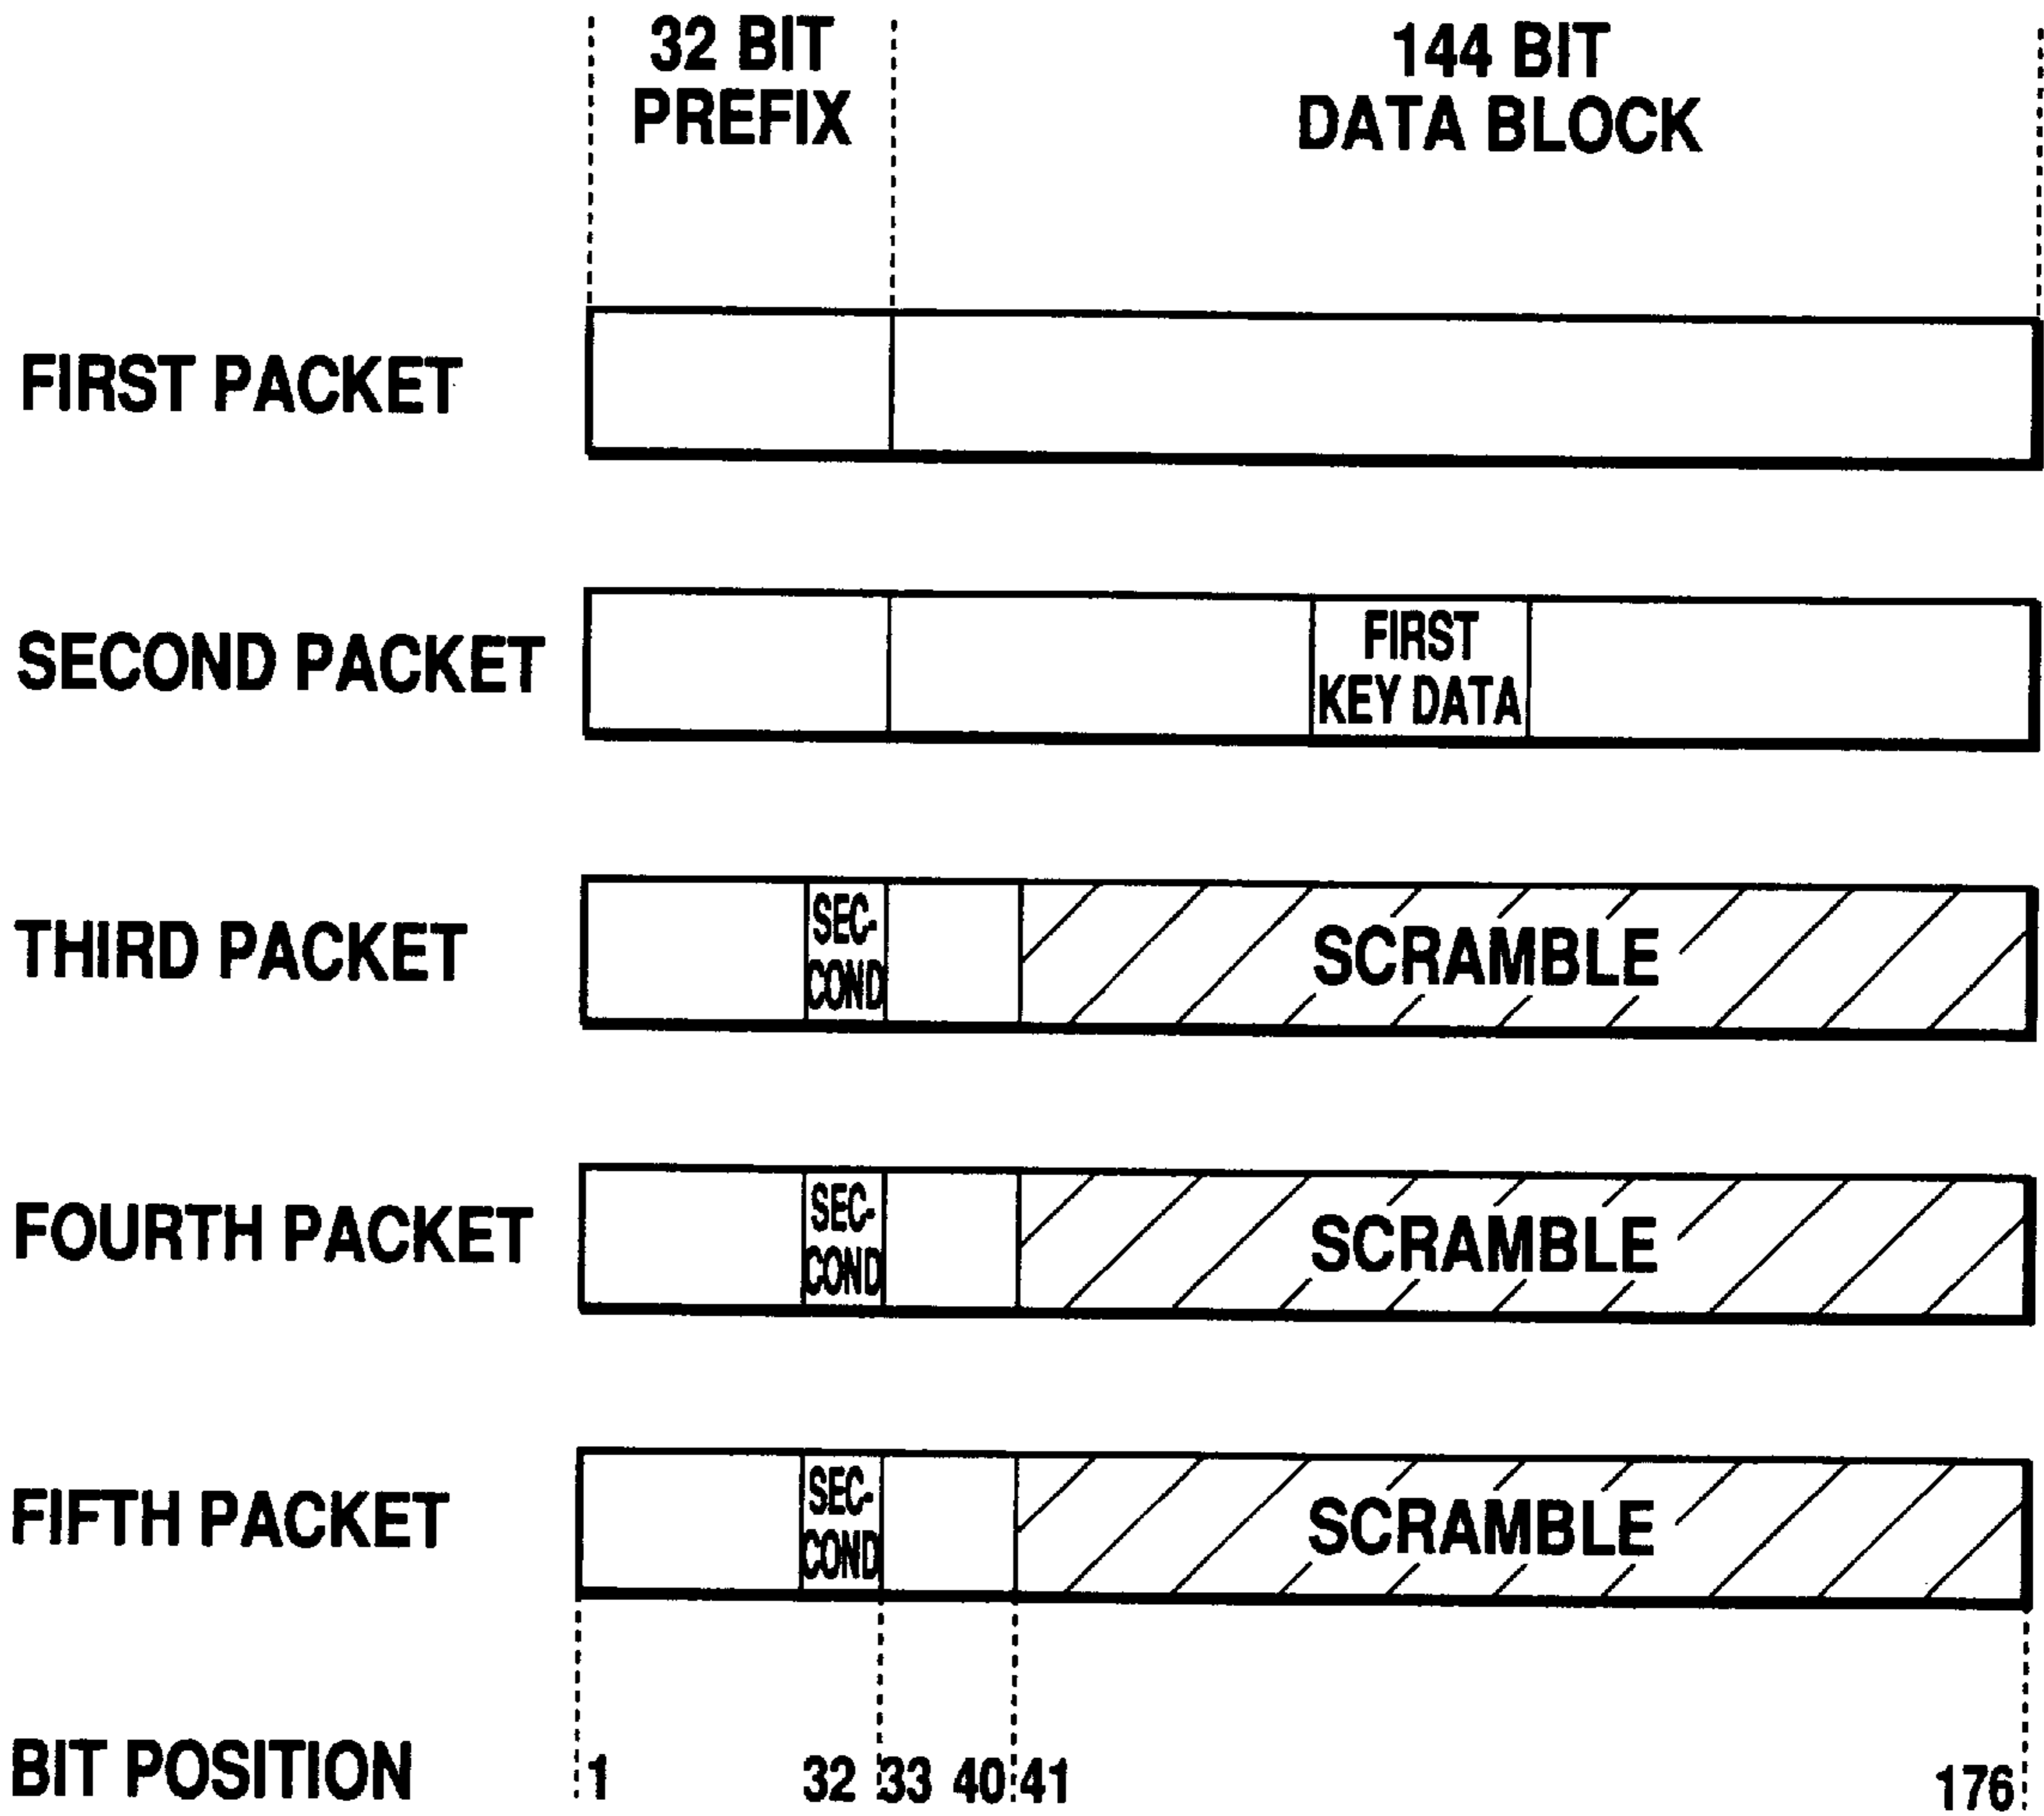 32 BIT
PREFIX
144 BIT
DATA BLOCK
FIRST PACKET
SECOND PACKET
FIRST
KEY DATA
THIRD PACKET
SEC-
COND
SCRAMBLE
FOURTH PACKET
SEC-
COND
SCRAMBLE
FIFTH PACKET
SEC-
COND
SCRAMBLE
BIT POSITION 1 32 33 40 41 176